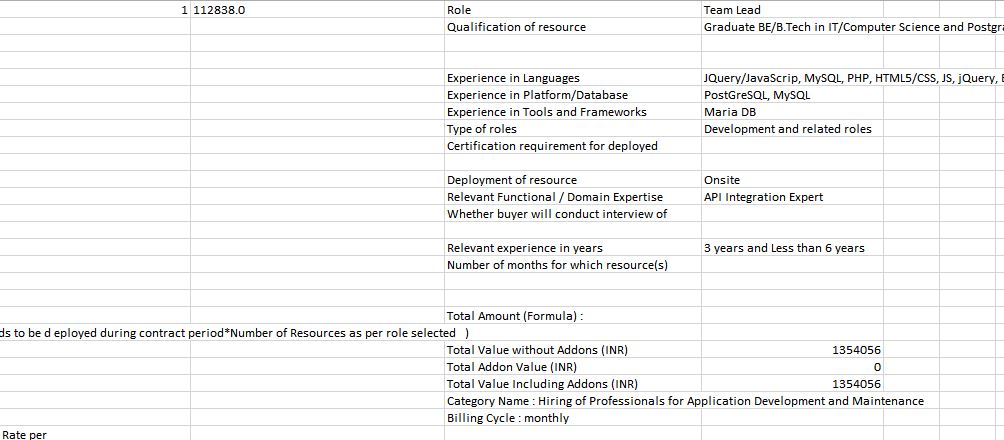 1 112838.0 Role Team Lead
Qualification of resource Graduate BE/B.Tech in IT/Computer Science and Postgra
Experience in Languages JQuery/JavaScrip, MySQL, PHP, HTML5/CSS, JS, jQuery,
Experience in Platform/Database PostGreSQL, MySQL
Experience in Tools and Frameworks Maria DB
Type of roles Development and related roles
Certification requirement for deployed
Deployment of resource Onsite
Relevant Functional / Domain Expertise API Integration Expert
Whether buyer will conduct interview of
Relevant experience in years 3 years and Less than 6 years
Number of months for which resource(s)
Total Amount (Formula) :
ds to be d eployed during contract period*Number of Resources as per role selected )
Total Value without Addons (INR) 1354056
Total Addon Value (INR) 0
Total Value Including Addons (INR) 1354056
Category Name : Hiring of Professionals for Application Development and Maintenance
Billing Cycle : monthly
Rate per